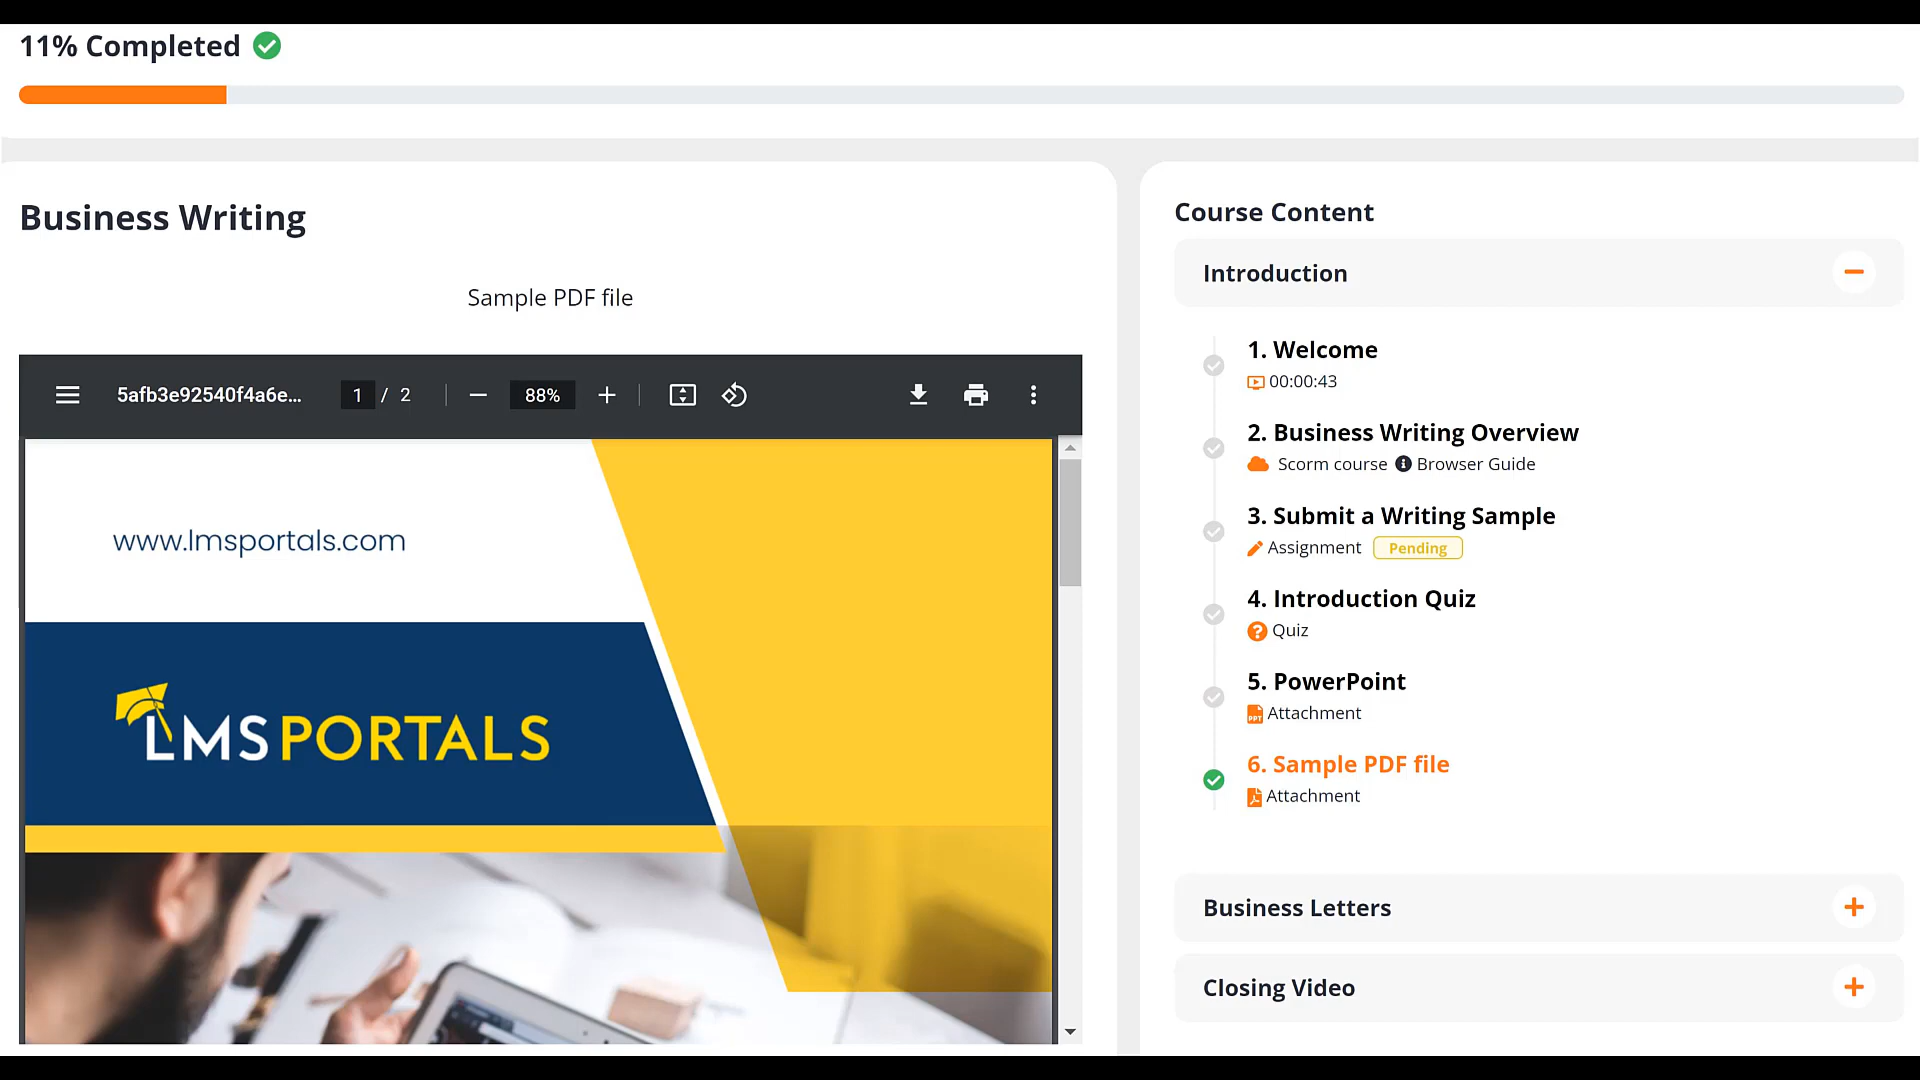 11% Completed
Business Writing
Sample PDF file
5afb3e92540f4a6e...
1 / 2
88%
www.lmsportals.com
LMSPORTALS
Course Content
Introduction
1. Welcome
00:00:43
2. Business Writing Overview
Scorm course Browser Guide
3. Submit a Writing Sample
Assignment Pending
4. Introduction Quiz
Quiz
5. PowerPoint
PPT Attachment
6. Sample PDF file
Attachment
Business Letters
Closing Video